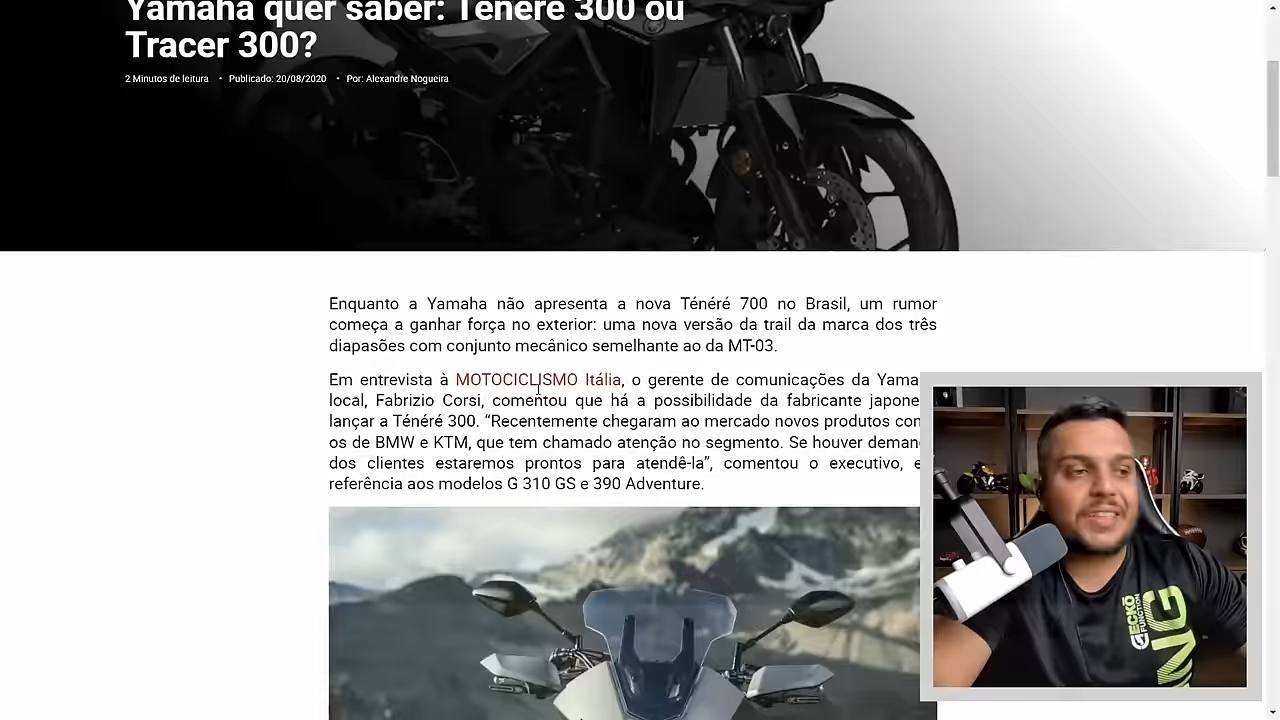 Yamaha quer saber: Ténéré 300 ou
Tracer 300?
2 Minutos de leitura • Publicado: 20/08/2020 • Por: Alexandre Nogueira
Enquanto a Yamaha não apresenta a nova Ténéré 700 no Brasil, um rumor
começa a ganhar força no exterior: uma nova versão da trail da marca dos três
diapasões com conjunto mecânico semelhante ao da MT-03.
Em entrevista à MOTOCICLISMO Itália, o gerente de comunicações da Yama
local, Fabrizio Corsi, comentou que há a possibilidade da fabricante japone
lançar a Ténéré 300. “Recentemente chegaram ao mercado novos produtos con
os de BMW e KTM, que tem chamado atenção no segmento. Se houver deman
dos clientes estaremos prontos para atendê-la”, comentou o executivo, e
referência aos modelos G 310 GS e 390 Adventure.
GECKO
FUNCTION
NG